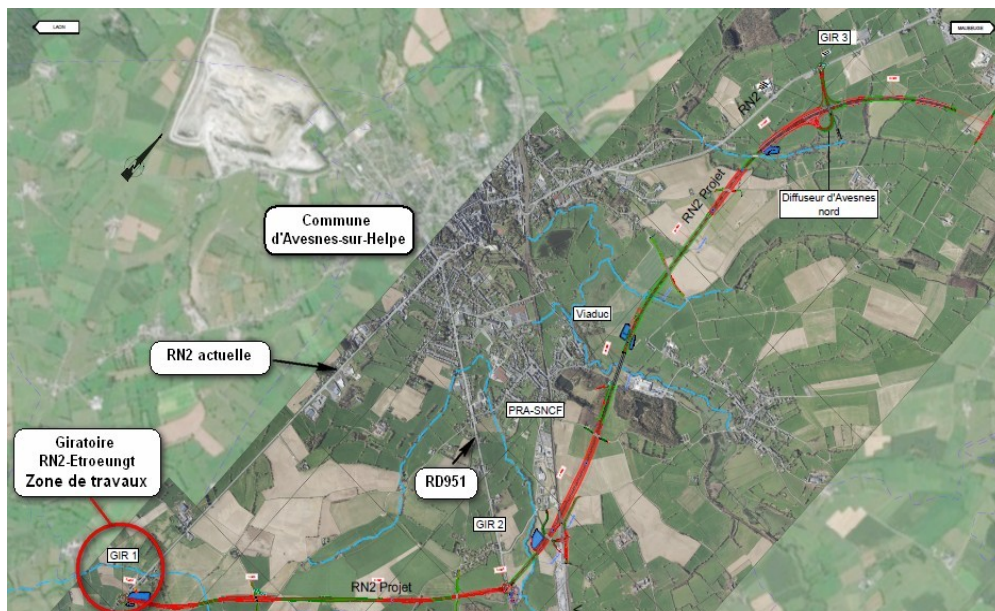 LAON
MAUBEUGE
GIR 3
RN2
Diffuseur d'Avesnes
nord
RN2 Projet
Commune
d'Avesnes-sur-Helpe
Viaduc
RN2 actuelle
PRA-SNCF
RD951
Giratoire
RN2-Etroeungt
Zone de travaux
GIR 2
GIR 1
RN2 Projet